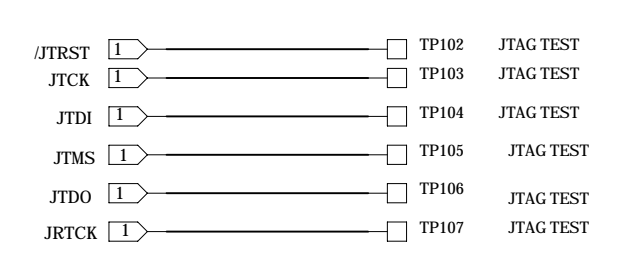 /JTRST 1 TP102 JTAG TEST
JTCK 1 TP103 JTAG TEST
JTDI 1 TP104 JTAG TEST
JTMS 1 TP105 JTAG TEST
JTDO 1 TP106 JTAG TEST
JRTCK 1 TP107 JTAG TEST